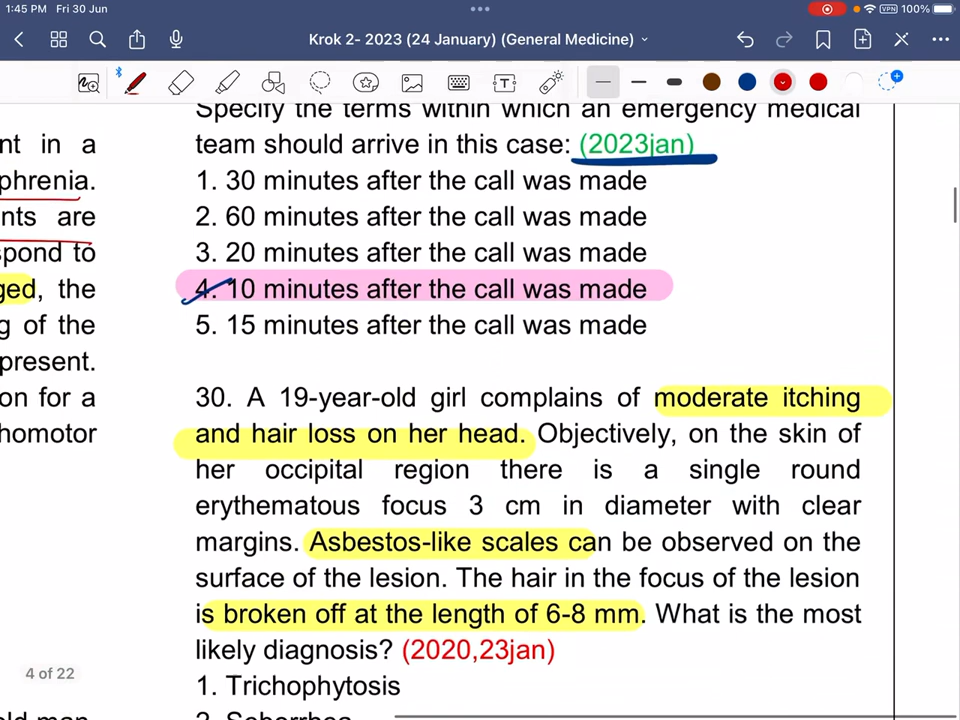 1:45 PM Fri 30 Jun
VPN 100%
Krok 2- 2023 (24 January) (General Medicine)
nt in a
phrenia.
nts are
spond to
ged, the
g of the
present.
on for a
homotor
4 of 22
old man
Specify the terms within which an emergency medical
team should arrive in this case: (2023jan)
1. 30 minutes after the call was made
2. 60 minutes after the call was made
3. 20 minutes after the call was made
4. 10 minutes after the call was made
5. 15 minutes after the call was made
30. A 19-year-old girl complains of moderate itching
and hair loss on her head. Objectively, on the skin of
her occipital region there is a single round
erythematous focus 3 cm in diameter with clear
margins. Asbestos-like scales can be observed on the
surface of the lesion. The hair in the focus of the lesion
is broken off at the length of 6-8 mm. What is the most
likely diagnosis? (2020,23jan)
1. Trichophytosis
2. Seborrhea